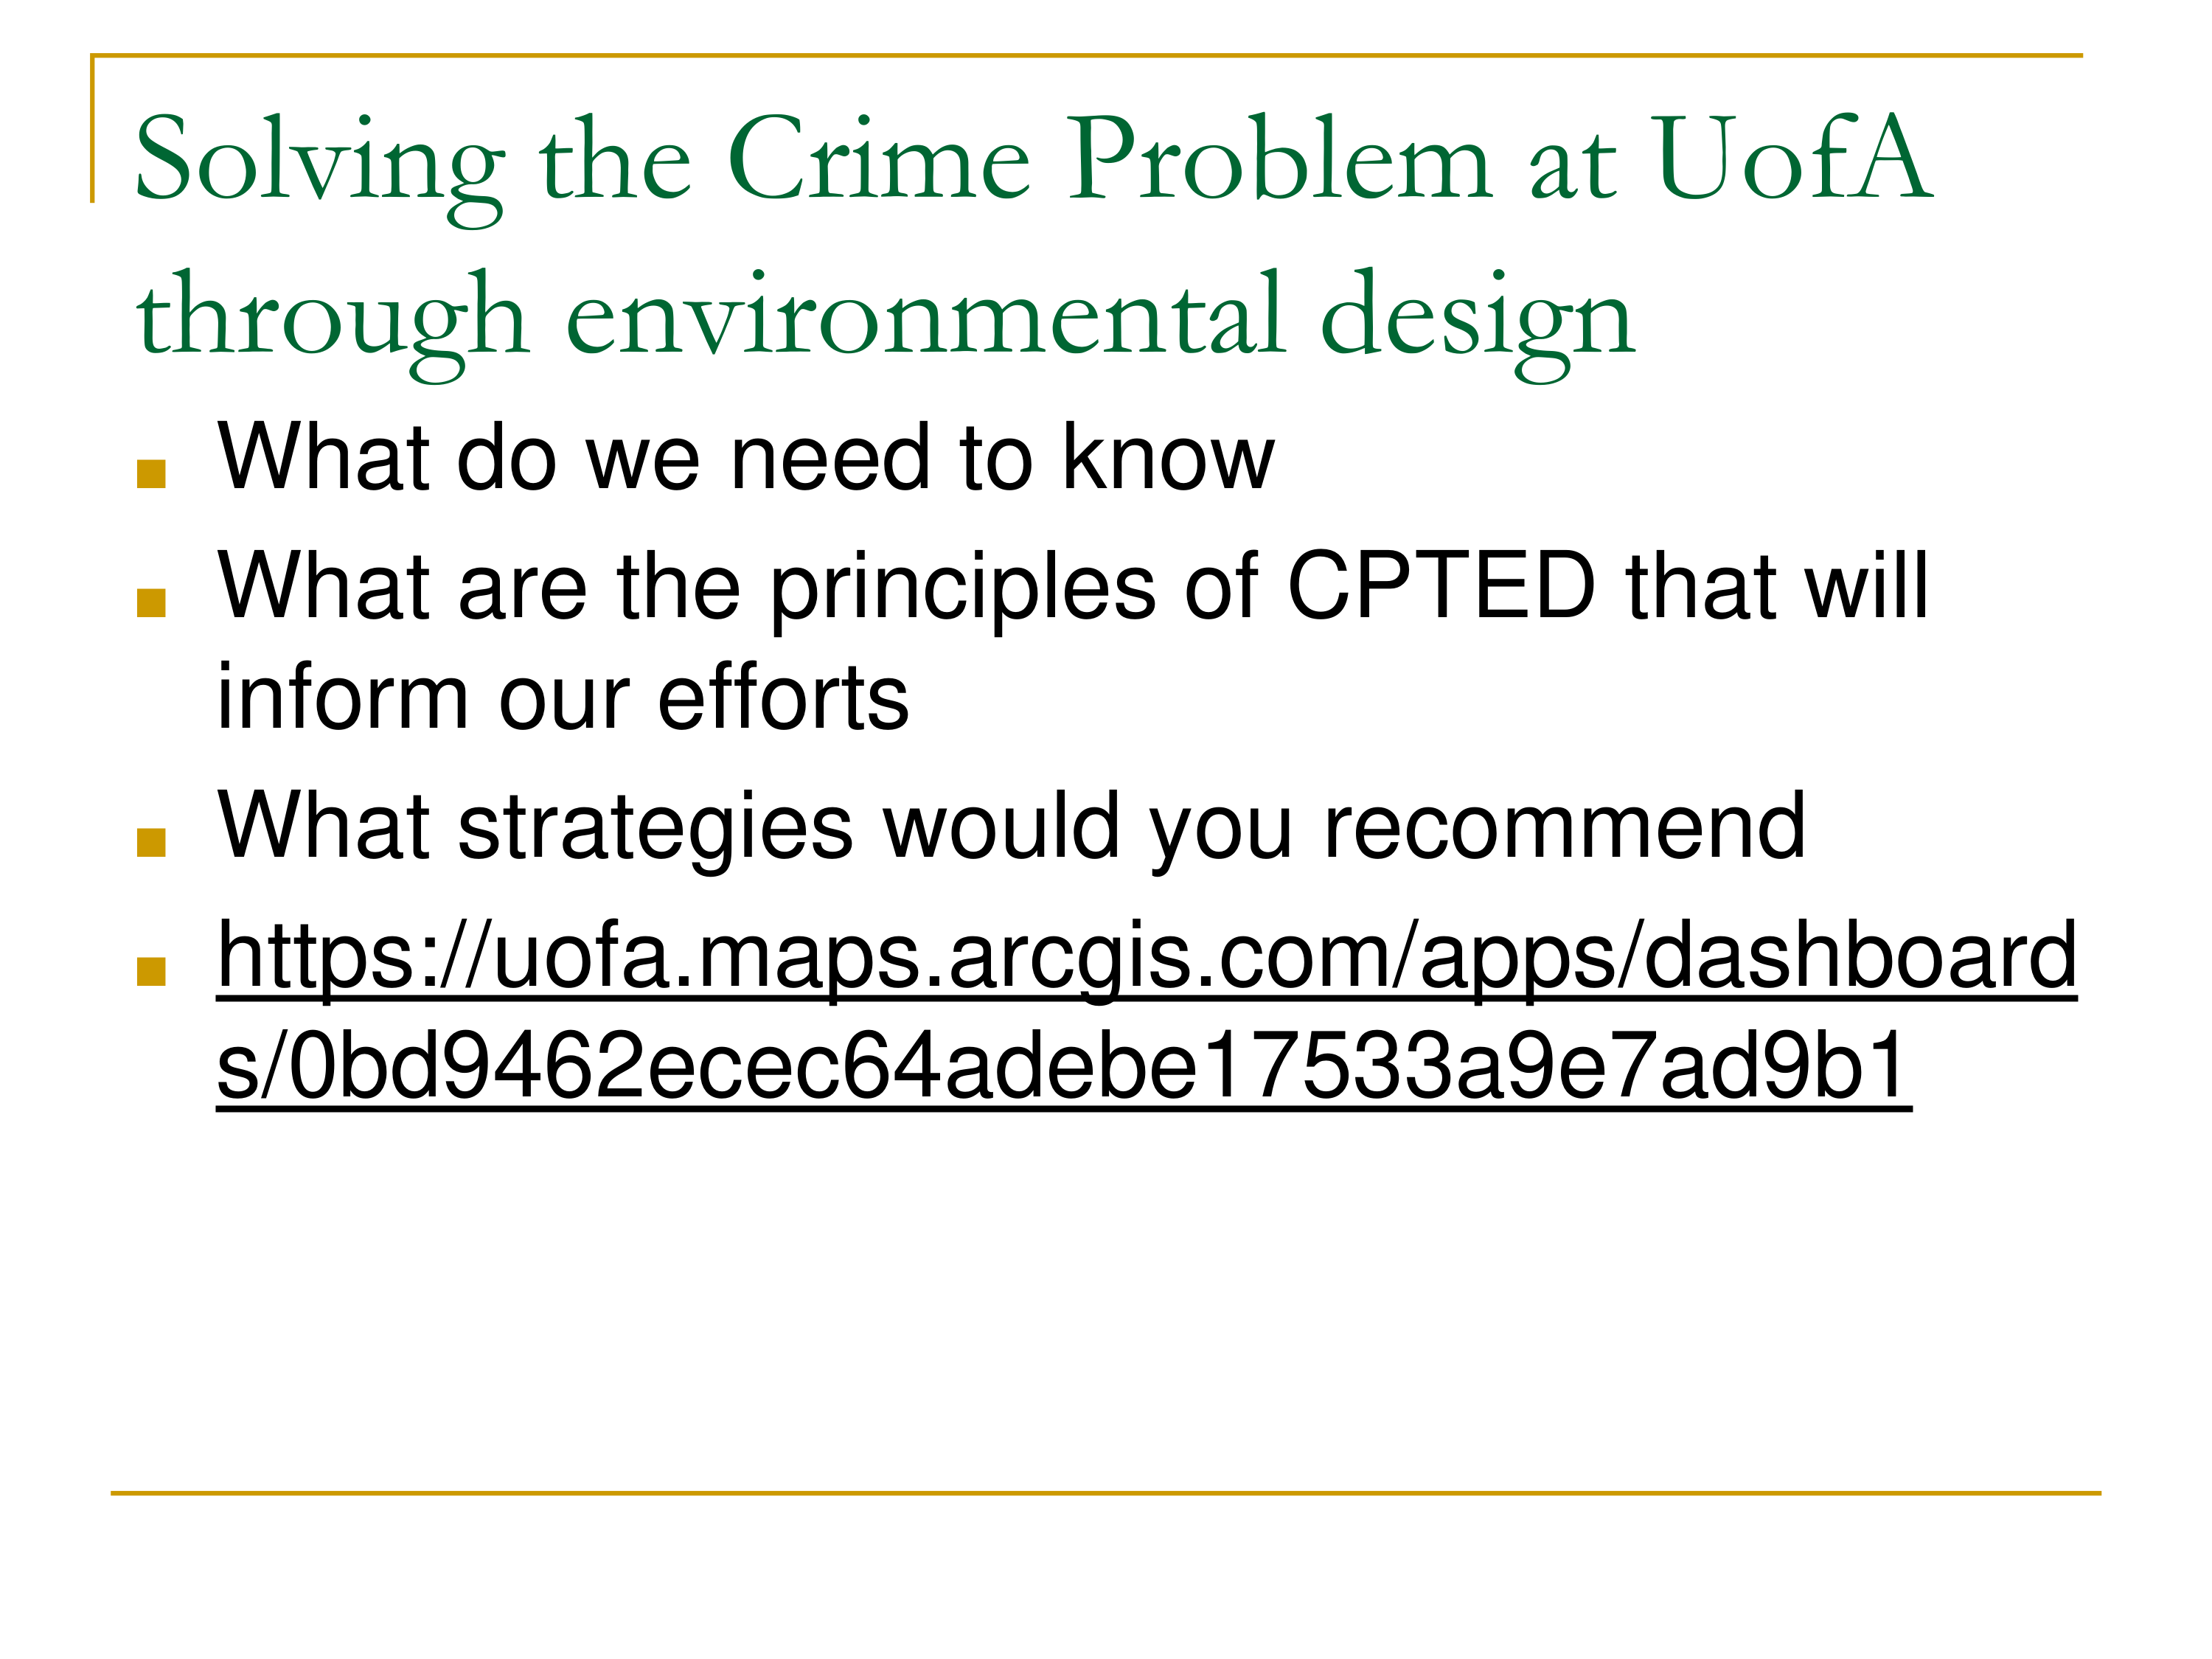 Solving the Crime Problem at UofA
through environmental design
What do we need to know
What are the principles of CPTED that will
inform our efforts
What strategies would you recommend
https://uofa.maps.arcgis.com/apps/dashboard
s/0bd9462ecec64adebe17533a9e7ad9b1